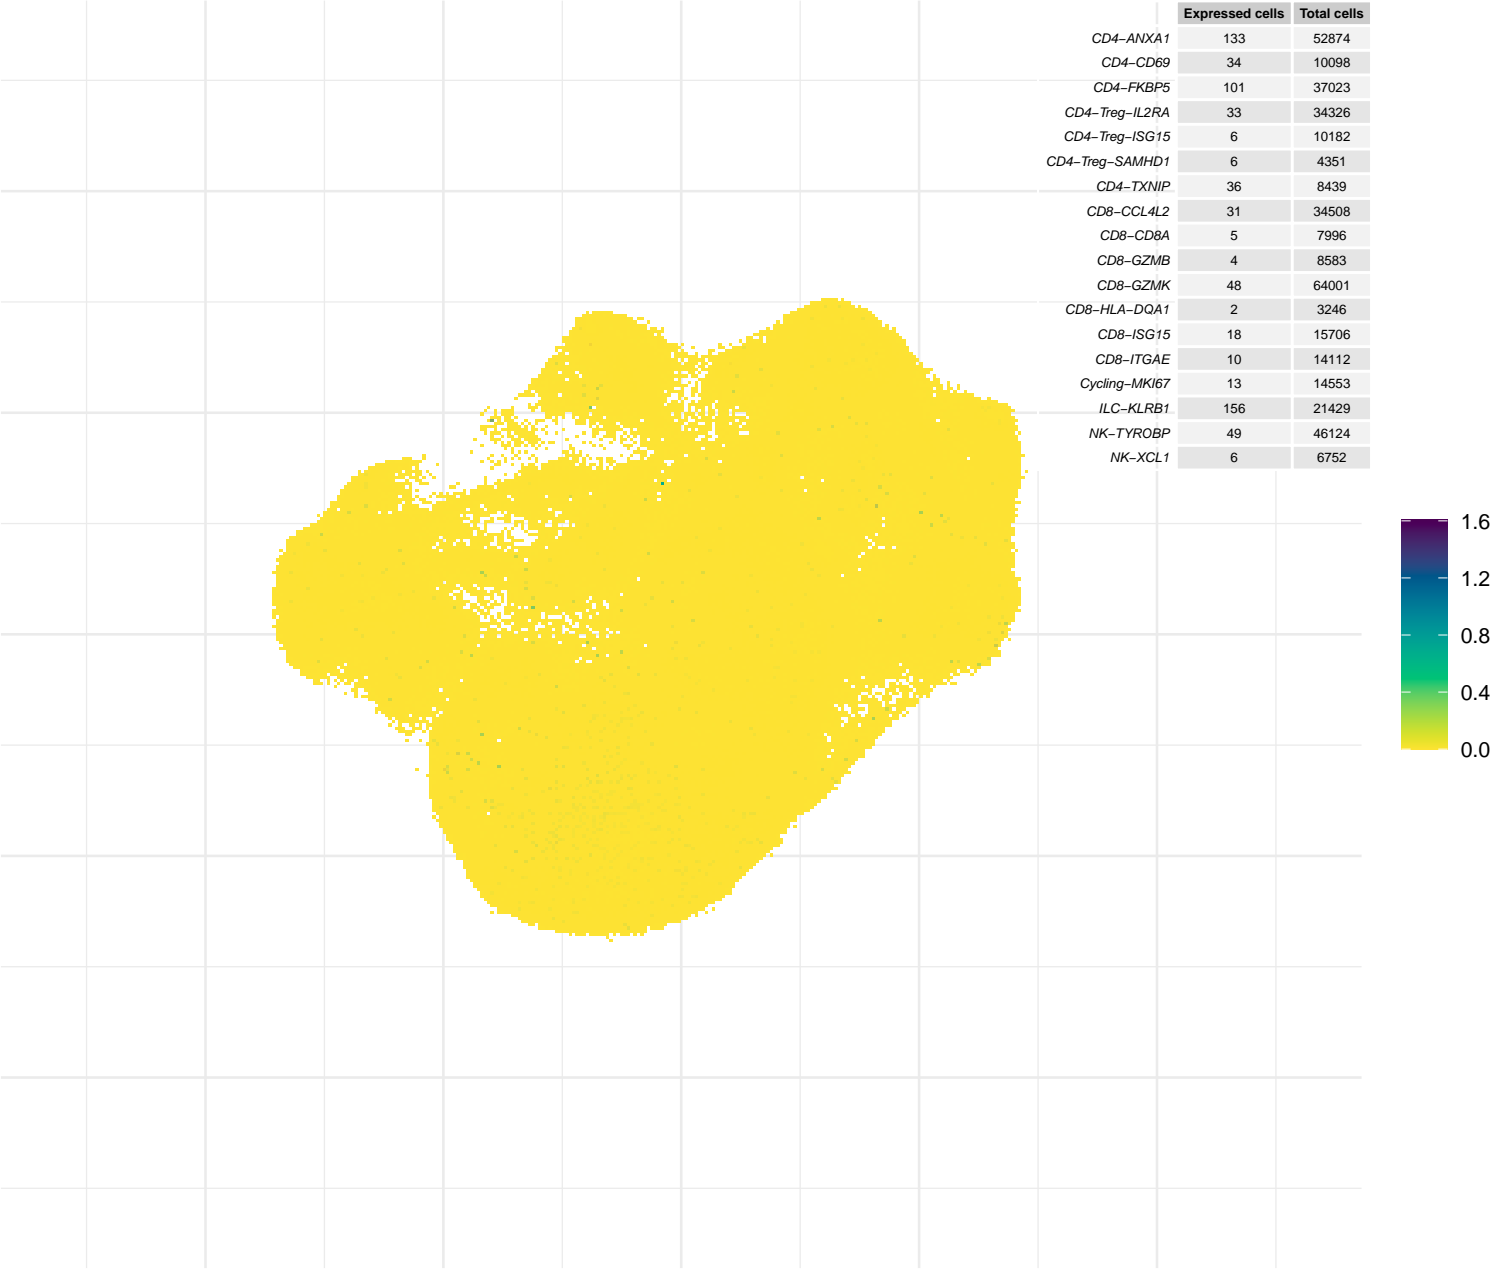 Expressed cells Total cells
CD4−ANXA1 133 52874
CD4−CD69 34 10098
CD4−FKBP5 101 37023
CD4−Treg−IL2RA 33 34326
CD4−Treg−ISG15 6 10182
CD4−Treg−SAMHD1 6 4351
CD4−TXNIP 36 8439
CD8−CCL4L2 31 34508
CD8−CD8A 5 7996
CD8−GZMB 4 8583
CD8−GZMK 48 64001
CD8−HLA−DQA1 2 3246
CD8−ISG15 18 15706
CD8−ITGAE 10 14112
Cycling−MKI67 13 14553
ILC−KLRB1 156 21429
NK−TYROBP 49 46124
NK−XCL1 6 6752
1.6
1.2
0.8
0.4
0.0